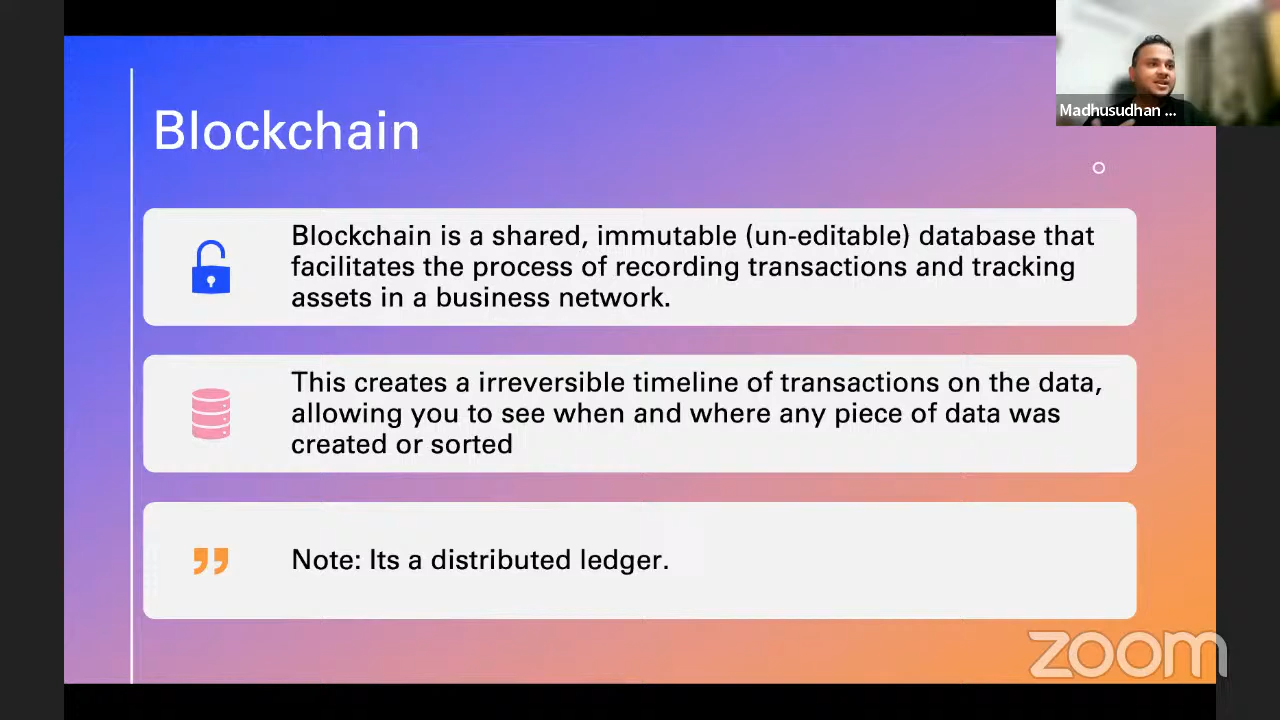 Madhusudhan ...
Blockchain
Blockchain is a shared, immutable (un-editable) database that
facilitates the process of recording transactions and tracking
assets in a business network.
This creates a irreversible timeline of transactions on the data,
allowing you to see when and where any piece of data was
created or sorted
Note: Its a distributed ledger.
zoom